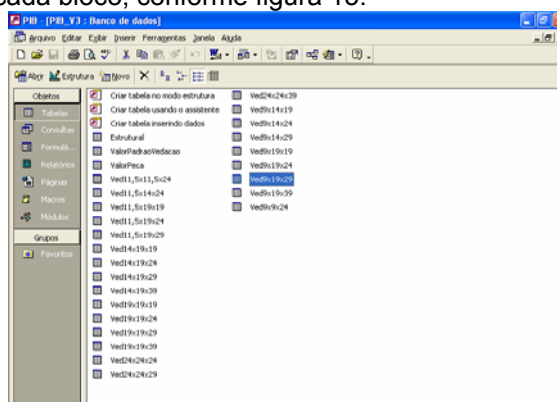 cada bloco, conforme figura 18.
PIB - [PIB_V3 : Banco de dados]
Arquivo Editar Exibir Inserir Ferramentas Janela Ajuda
Abrir Estrutura Novo
Objetos
Tabelas
Consultas
Formulá...
Relatórios
Páginas
Macros
Módulos
Grupos
Favoritos
Criar tabela no modo estrutura
Criar tabela usando o assistente
Criar tabela inserindo dados
Estrutural
ValorPadraoVedacao
ValorPeca
Ved11,5x11,5x24
Ved11,5x14x24
Ved11,5x19x19
Ved11,5x19x24
Ved11,5x19x29
Ved14x19x19
Ved14x19x24
Ved14x19x29
Ved14x19x39
Ved19x19x19
Ved19x19x24
Ved19x19x29
Ved19x19x39
Ved24x24x24
Ved24x24x29
Ved24x24x39
Ved9x14x19
Ved9x14x24
Ved9x14x29
Ved9x19x19
Ved9x19x24
Ved9x19x29
Ved9x19x39
Ved9x9x24